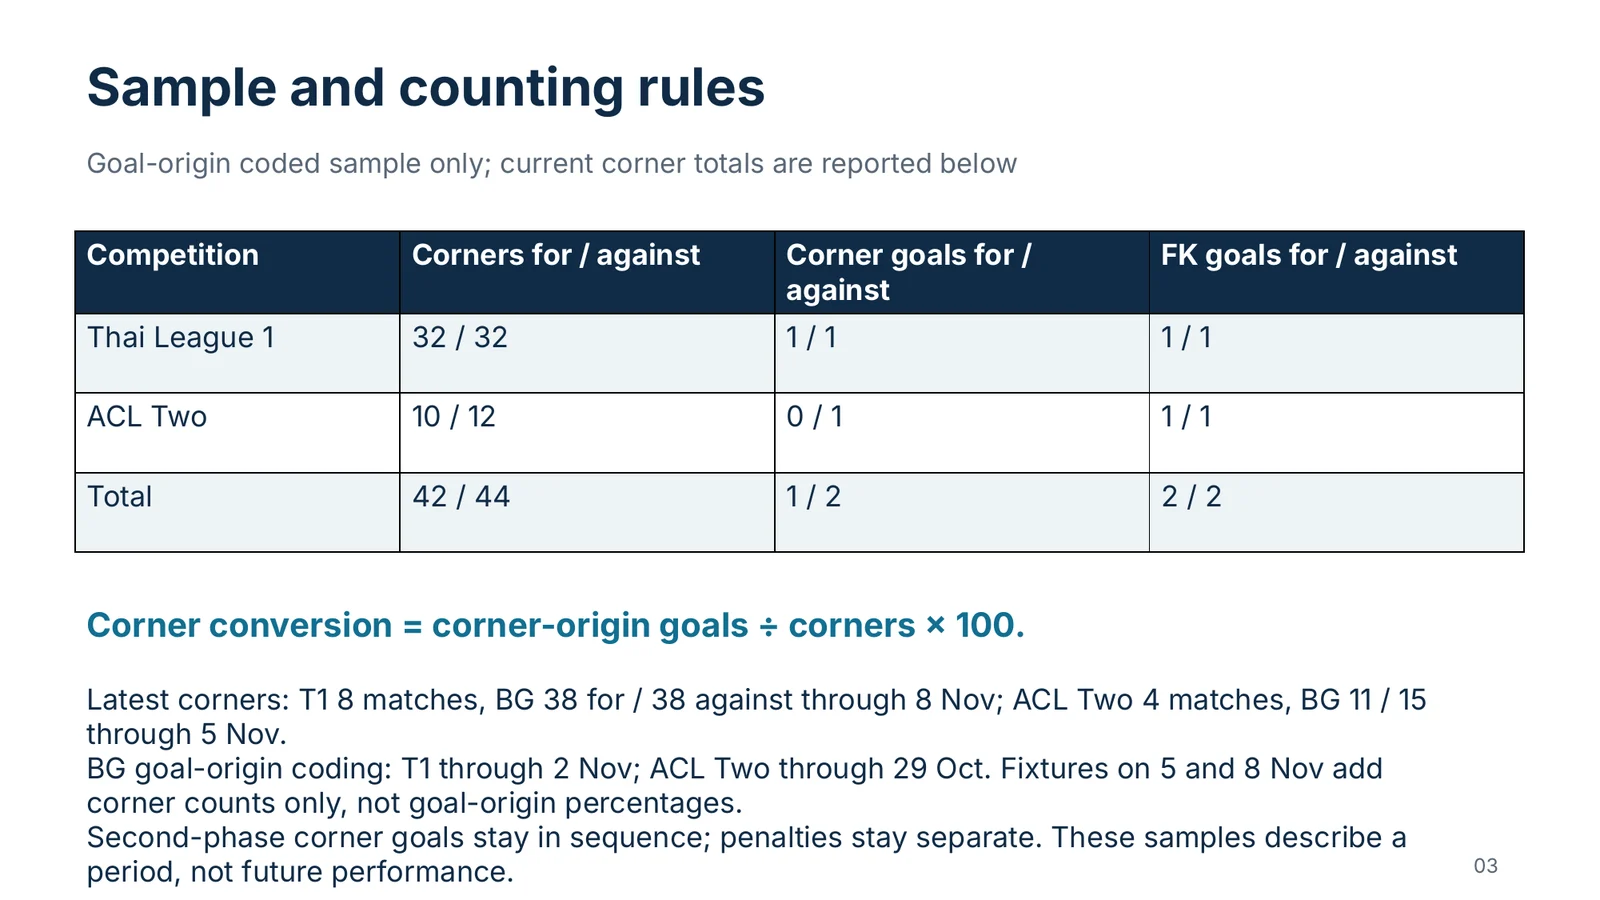 Sample and counting rules
Goal-origin coded sample only; current corner totals are reported below
Competition
Corners for / against
Corner goals for /
against
FK goals for / against
Thai League 1
32 / 32
1 / 1
1 / 1
ACL Two
10 / 12
0 / 1
1 / 1
Total
42 / 44
1 / 2
2 / 2
Corner conversion = corner-origin goals ÷ corners × 100.
Latest corners: T1 8 matches, BG 38 for / 38 against through 8 Nov; ACL Two 4 matches, BG 11 / 15
through 5 Nov.
BG goal-origin coding: T1 through 2 Nov; ACL Two through 29 Oct. Fixtures on 5 and 8 Nov add
corner counts only, not goal-origin percentages.
Second-phase corner goals stay in sequence; penalties stay separate. These samples describe a
period, not future performance.
03